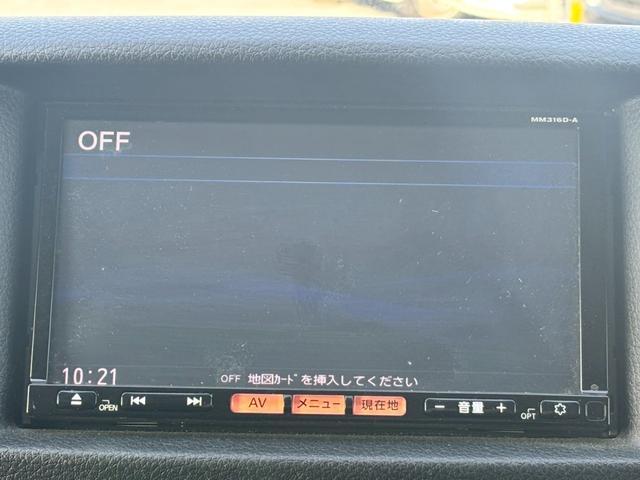 MM316D-A
OFF
10:21
OFF 地図ｶｰﾄﾞを挿入してください
OPEN
AV
メニュー
現在地
− 音量 +
OPT